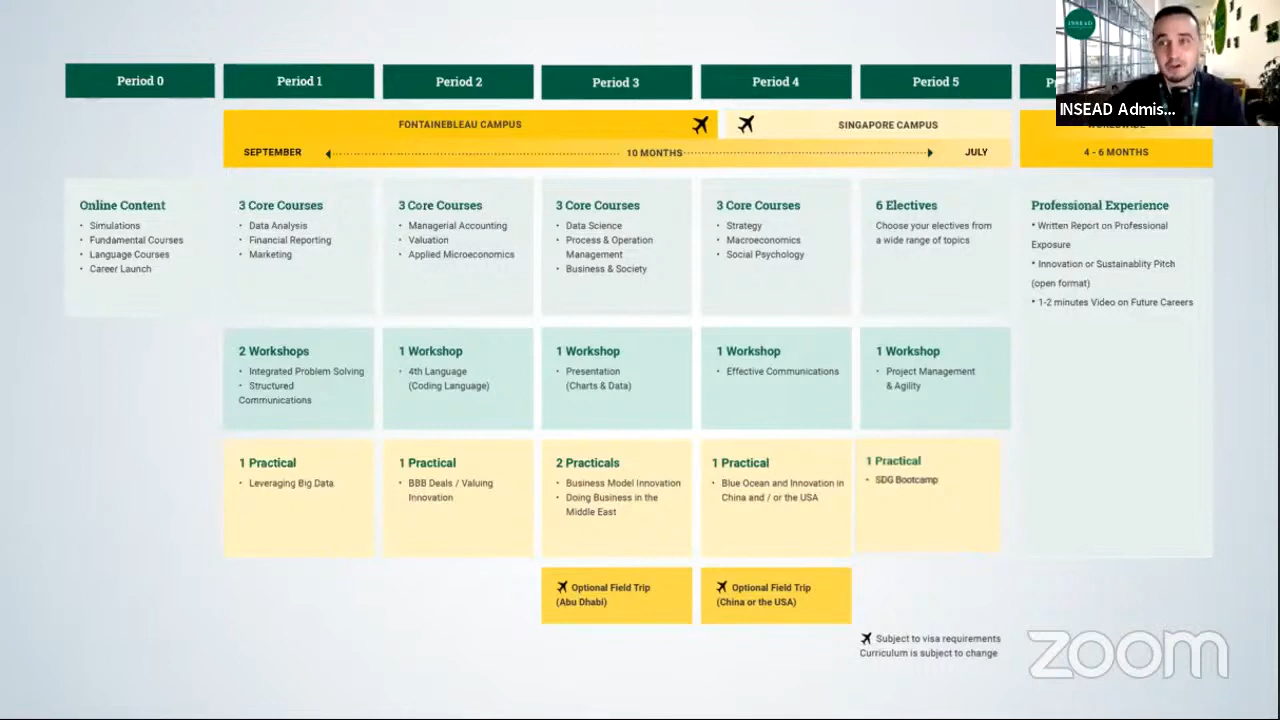 INSEAD
INSEAD Admis...
Period 0
Period 1
Period 2
Period 3
Period 4
Period 5
FONTAINEBLEAU CAMPUS
SINGAPORE CAMPUS
SEPTEMBER
10 MONTHS
JULY
4 - 6 MONTHS
Online Content
• Simulations
• Fundamental Courses
• Language Courses
• Career Launch
3 Core Courses
• Data Analysis
• Financial Reporting
• Marketing
3 Core Courses
• Managerial Accounting
• Valuation
• Applied Microeconomics
3 Core Courses
• Data Science
• Process & Operation
Management
• Business & Society
3 Core Courses
• Strategy
• Macroeconomics
• Social Psychology
6 Electives
Choose your electives from
a wide range of topics
Professional Experience
• Written Report on Professional
Exposure
• Innovation or Sustainablity Pitch
(open format)
• 1-2 minutes Video on Future Careers
2 Workshops
• Integrated Problem Solving
• Structured
Communications
1 Workshop
• 4th Language
(Coding Language)
1 Workshop
• Presentation
(Charts & Data)
1 Workshop
• Effective Communications
1 Workshop
• Project Management
& Agility
1 Practical
• Leveraging Big Data
1 Practical
• BBB Deals / Valuing
Innovation
2 Practicals
• Business Model Innovation
• Doing Business in the
Middle East
1 Practical
• Blue Ocean and Innovation in
China and / or the USA
1 Practical
• SDG Bootcamp
Optional Field Trip
(Abu Dhabi)
Optional Field Trip
(China or the USA)
Subject to visa requirements
Curriculum is subject to change
zoom